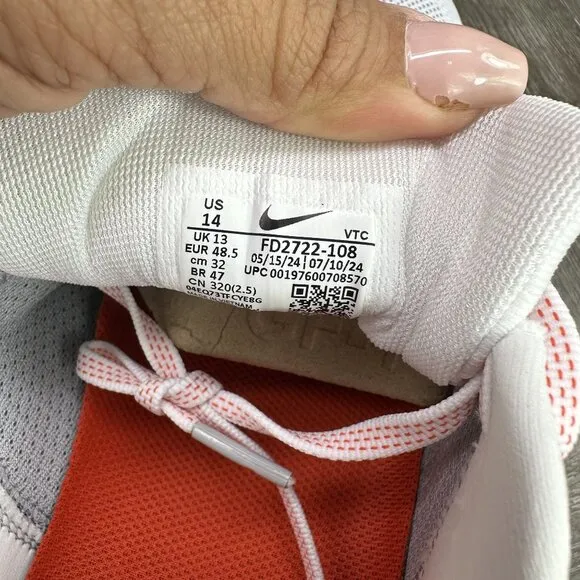 US
14
VTC
UK 13
FD2722-108
EUR 48.5
05/15/24 | 07/10/24
cm 32
UPC 00197600708570
BR 47
CN 320(2.5)
04EQ73TFCYEBG